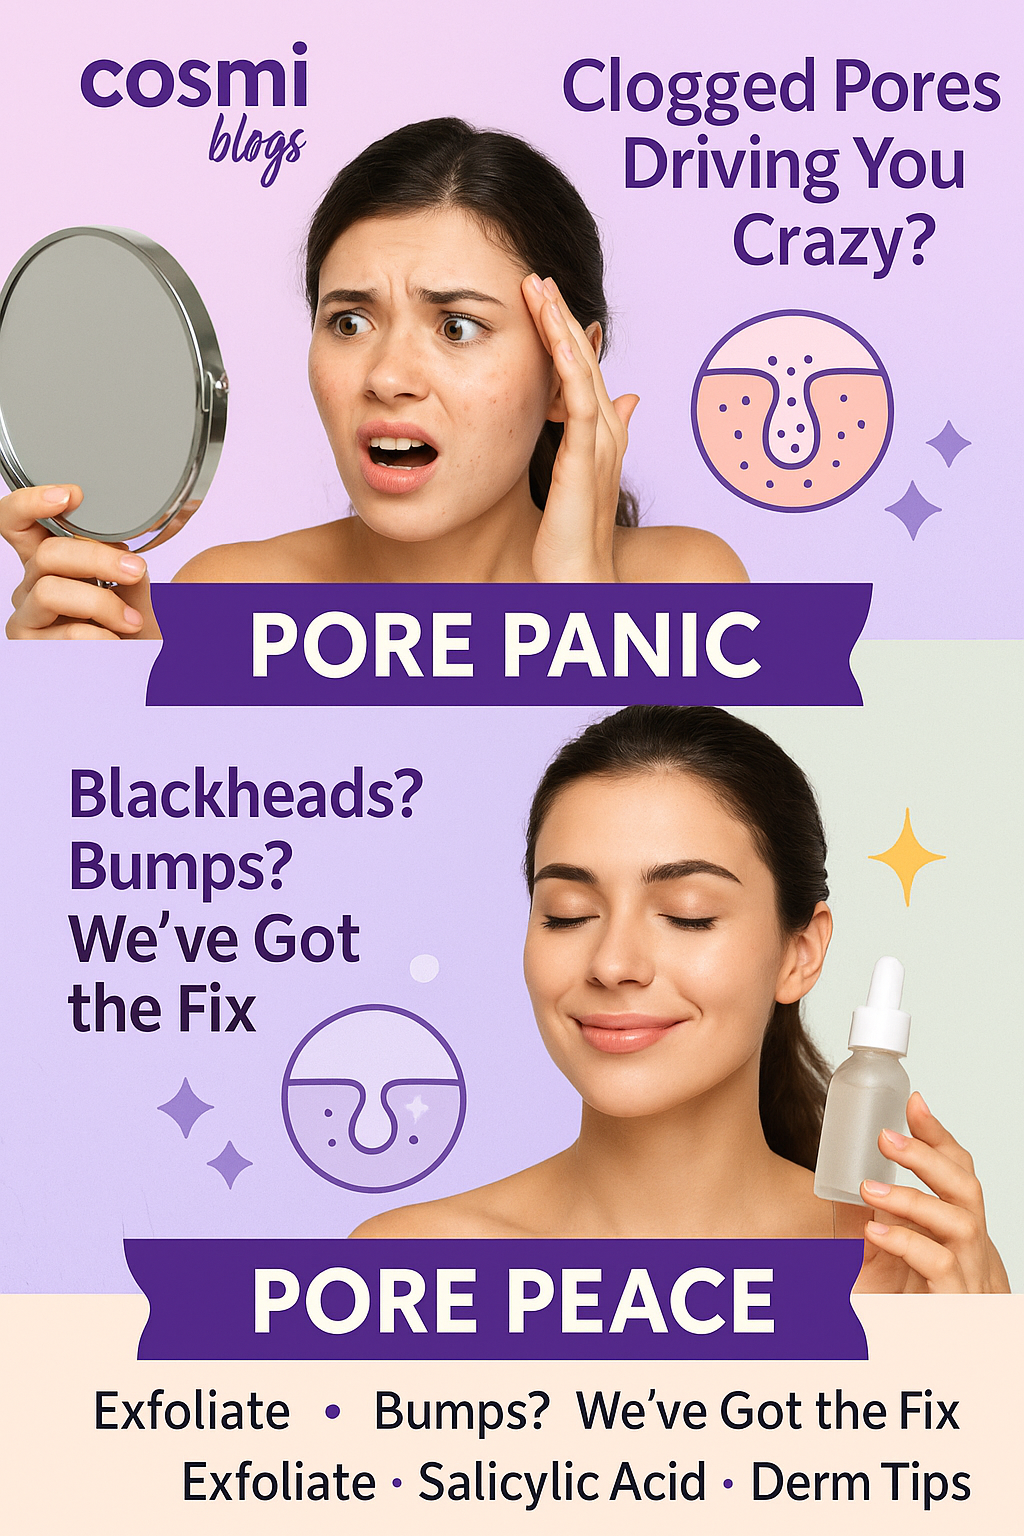 cosmi
blogs
Clogged Pores
Driving You
Crazy?
PORE PANIC
Blackheads?
Bumps?
We've Got
the Fix
PORE PEACE
Exfoliate • Bumps? We've Got the Fix
Exfoliate · Salicylic Acid · Derm Tips